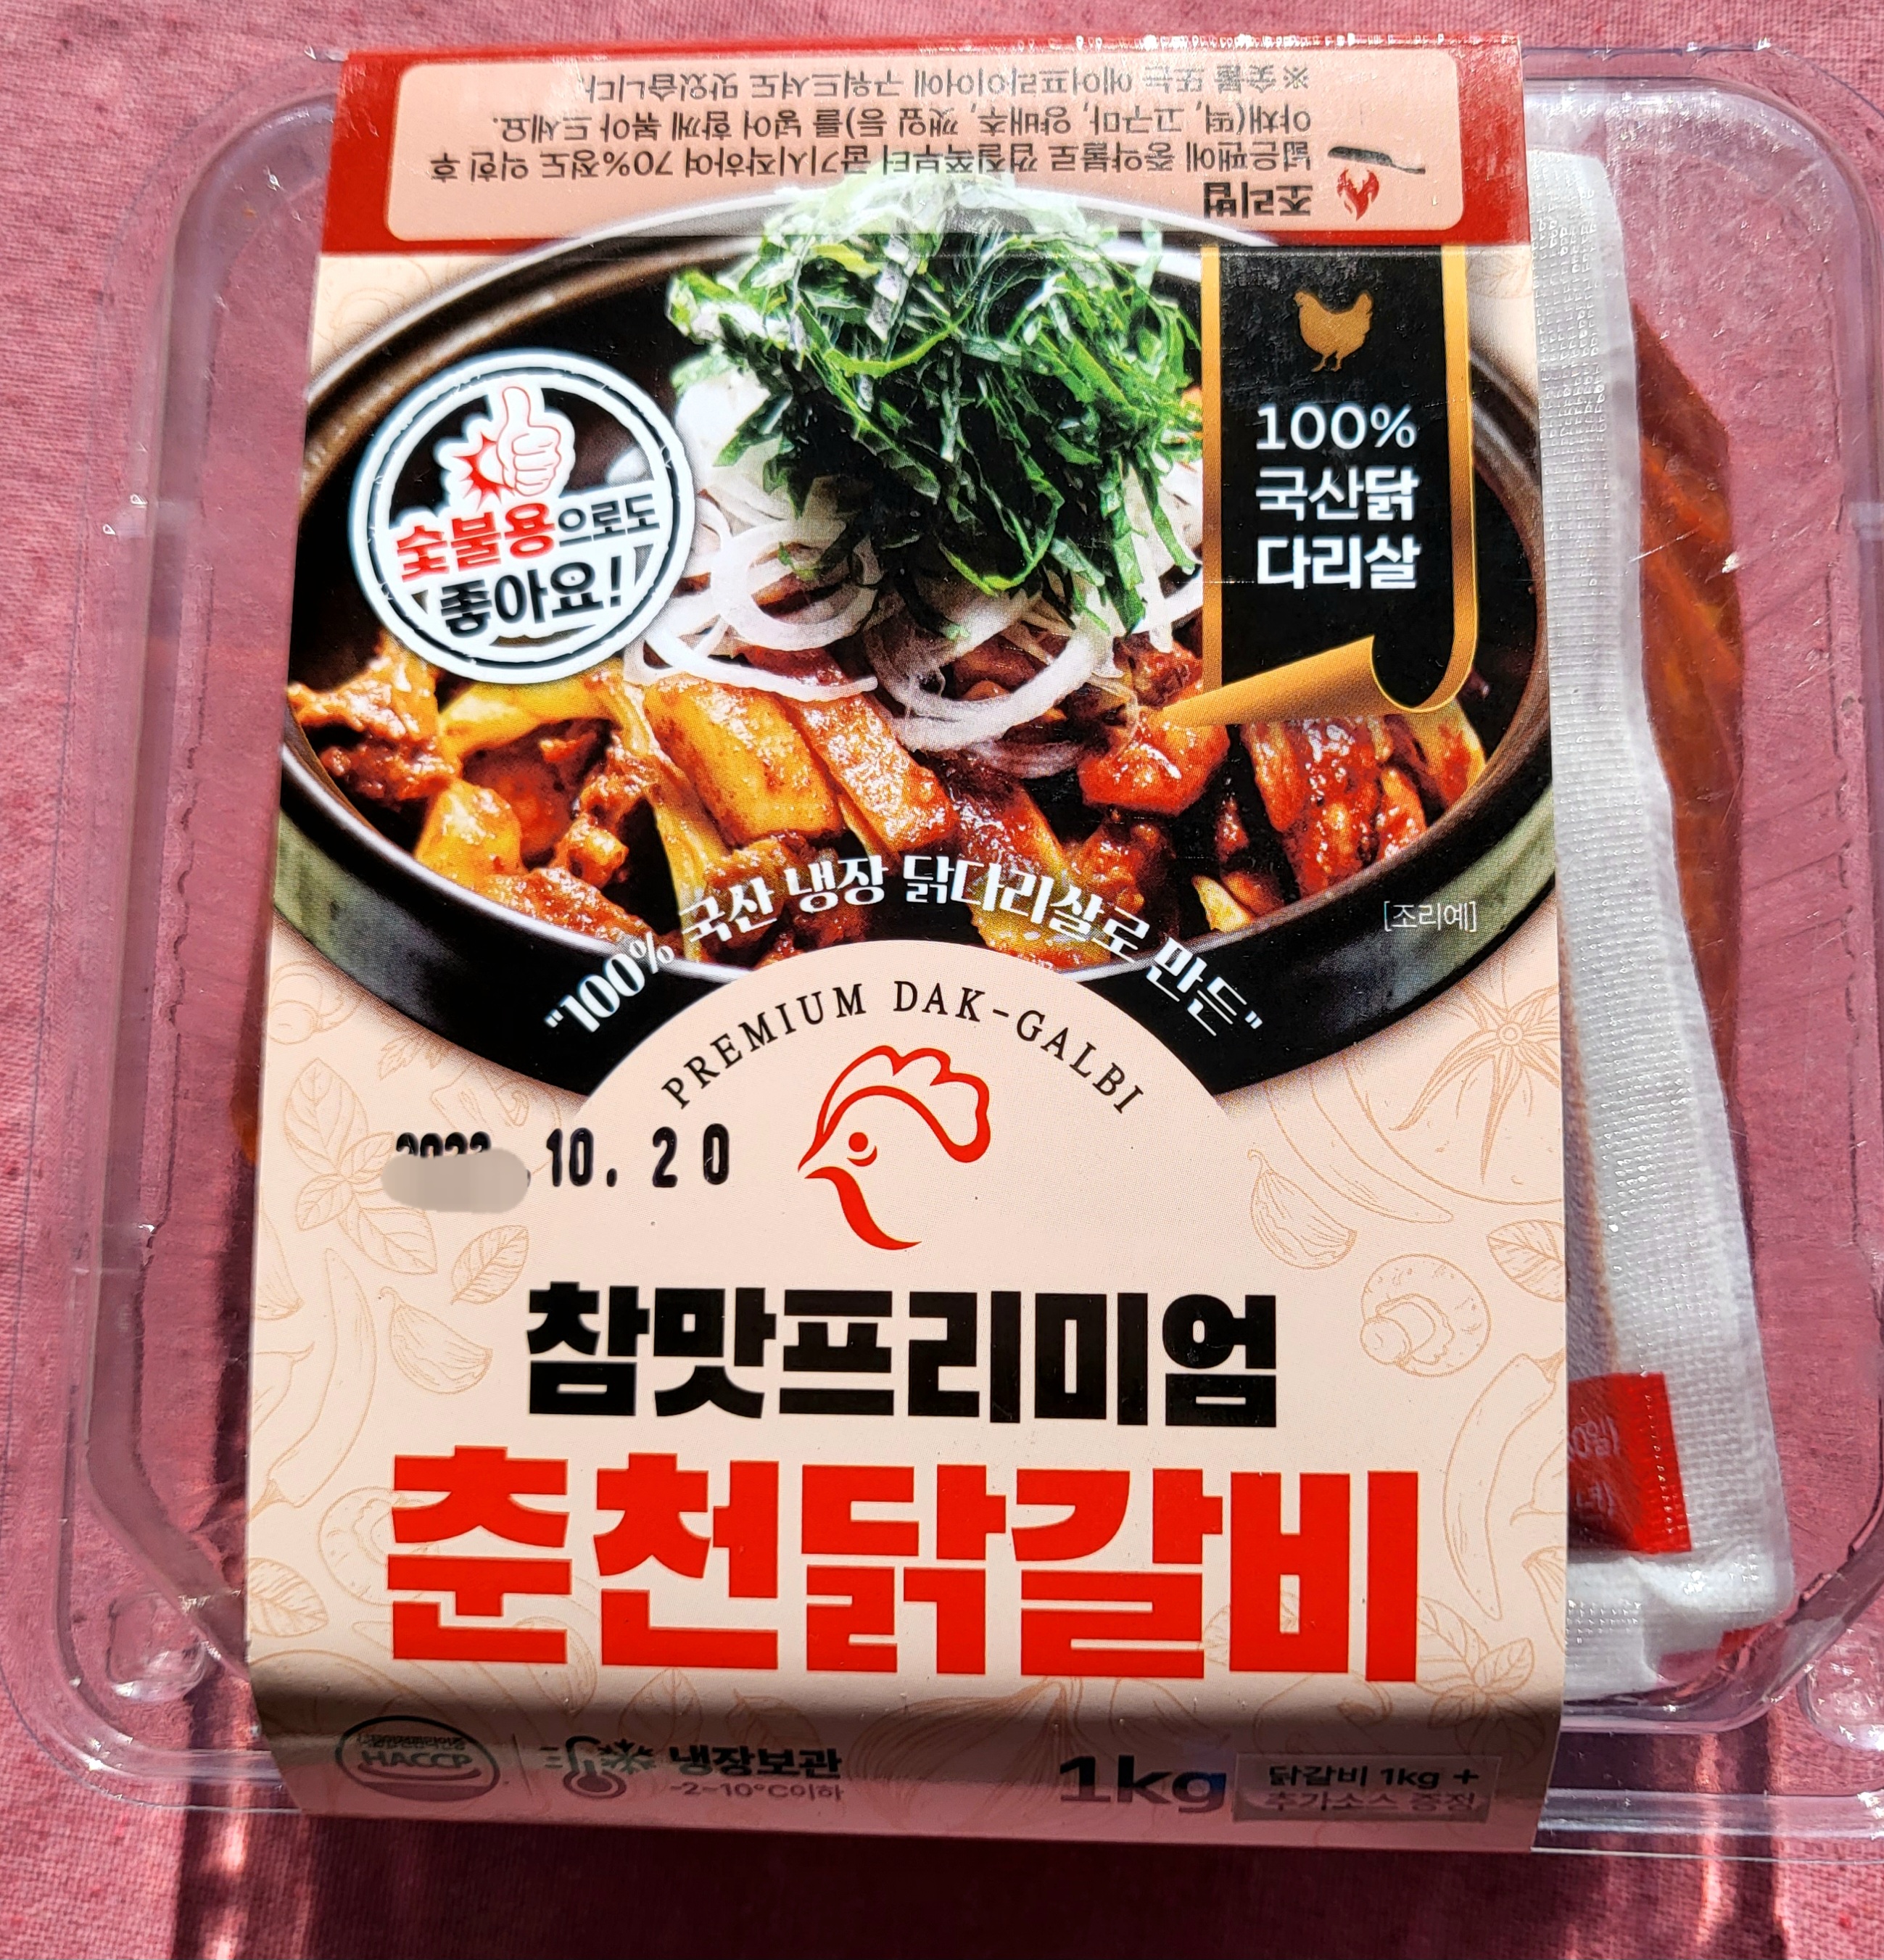 조리법
넓은팬에 중약불로 껍질쪽부터 굽기시작하여 70%정도 익힌 후
야채(떡, 고구마, 양배추, 깻잎 등)를 넣어 함께 볶아 드세요.
※숯불 또는 에어프라이어에 구워드셔도 맛있습니다.
숯불용으로도
좋아요!
100%
국산닭
다리살
[조리예]
"100% 국산 냉장 닭다리살로 만든"
PREMIUM DAK-GALBI
10. 20
참맛프리미엄
춘천닭갈비
HACCP
냉장보관
-2~10°C이하
1kg
닭갈비 1kg +
추가소스 증정